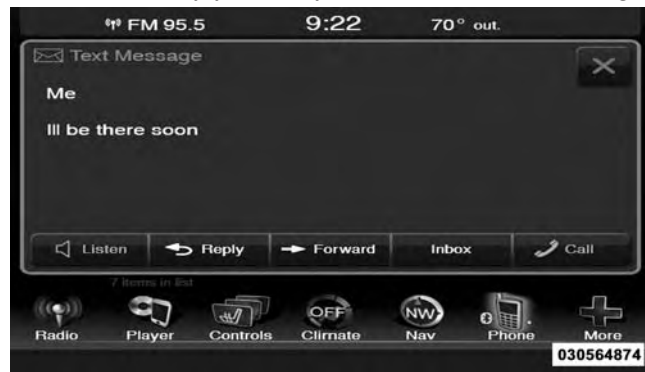 FM 95.5 9:22 70° out.
Text Message
Me
Ill be there soon
Listen Reply Forward Inbox Call
7 items in list
OFF NW
Radio Player Controls Climate Nav Phone More
030564874